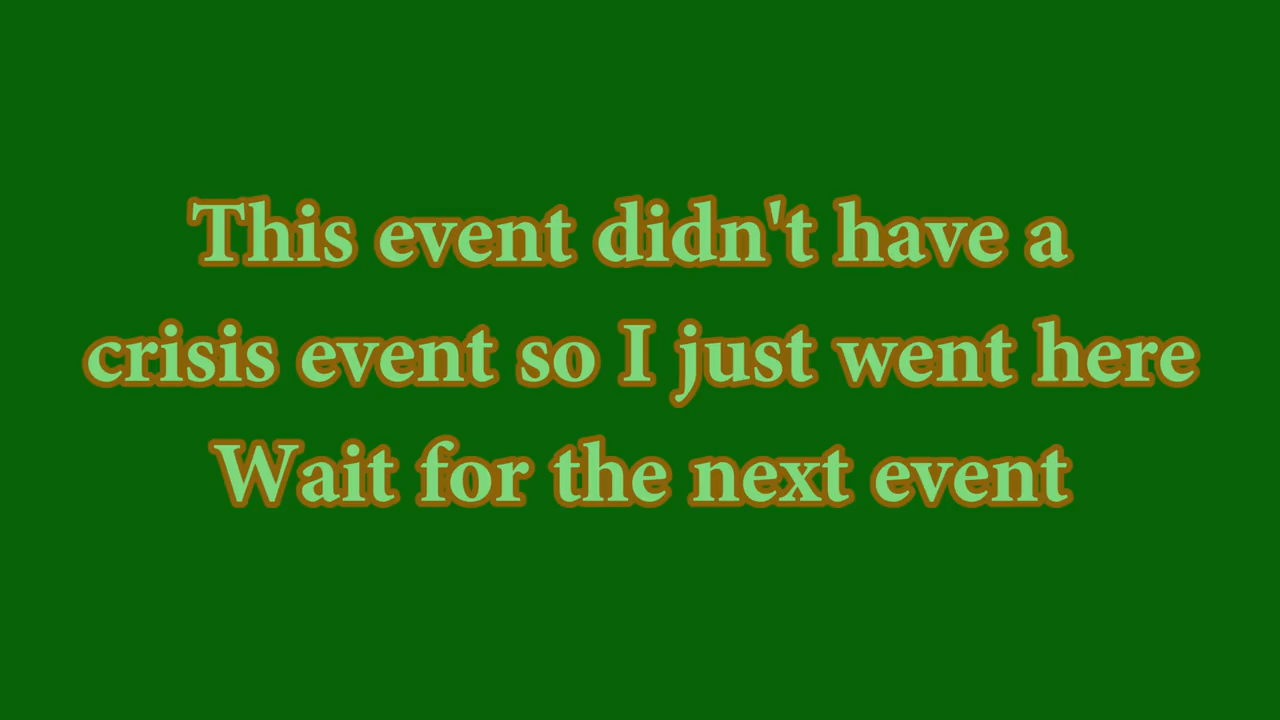 This event didn't have a
crisis event so I just went here
Wait for the next event